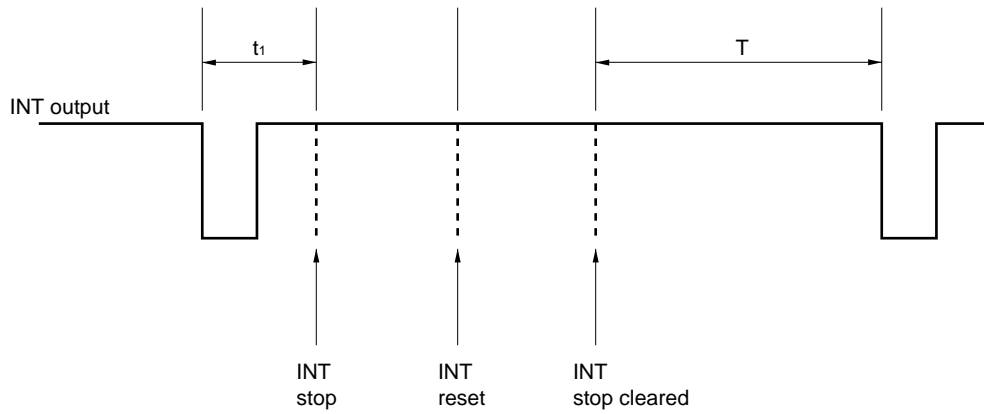 t₁
T
INT output
INT
stop
INT
reset
INT
stop cleared